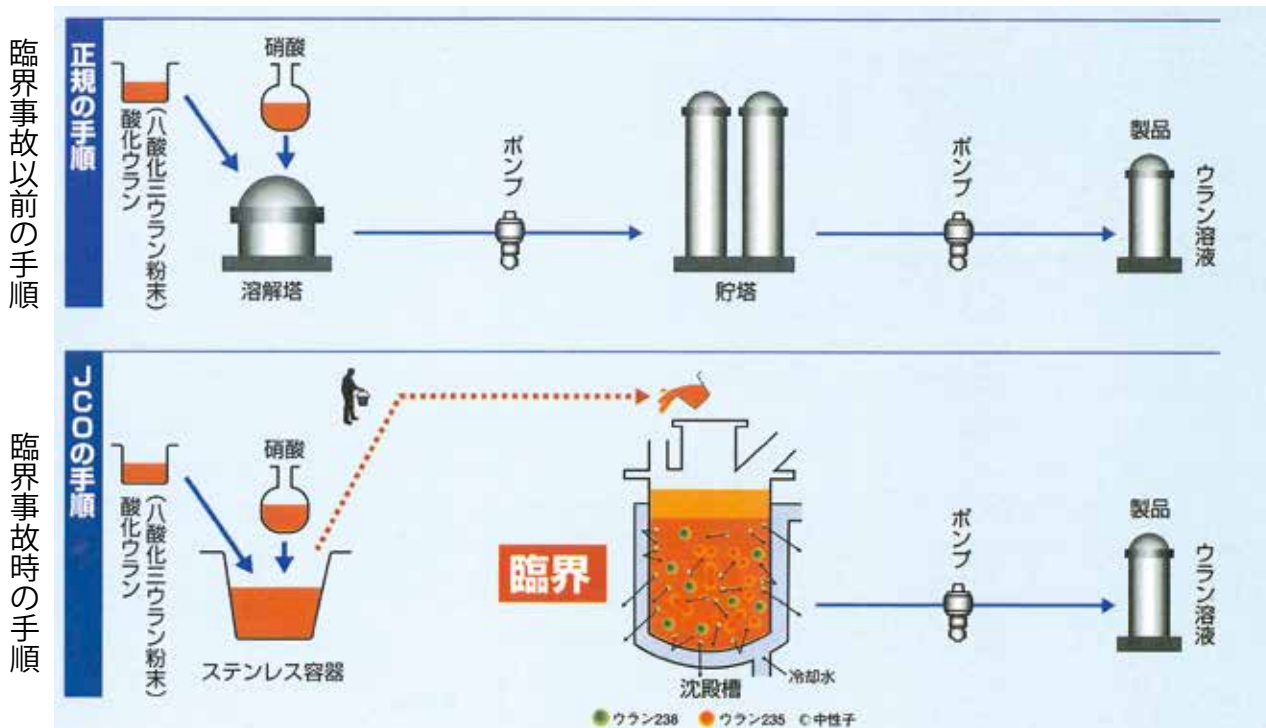 臨界事故以前の手順
正規の手順
酸化ウラン
(八酸化三ウラン粉末)
硝酸
溶解塔
ポンプ
貯塔
ポンプ
製品
ウラン溶液
臨界事故時の手順
JCOの手順
酸化ウラン
(八酸化三ウラン粉末)
硝酸
ステンレス容器
臨界
沈殿槽
冷却水
ポンプ
製品
ウラン溶液
ウラン238 ウラン235 中性子